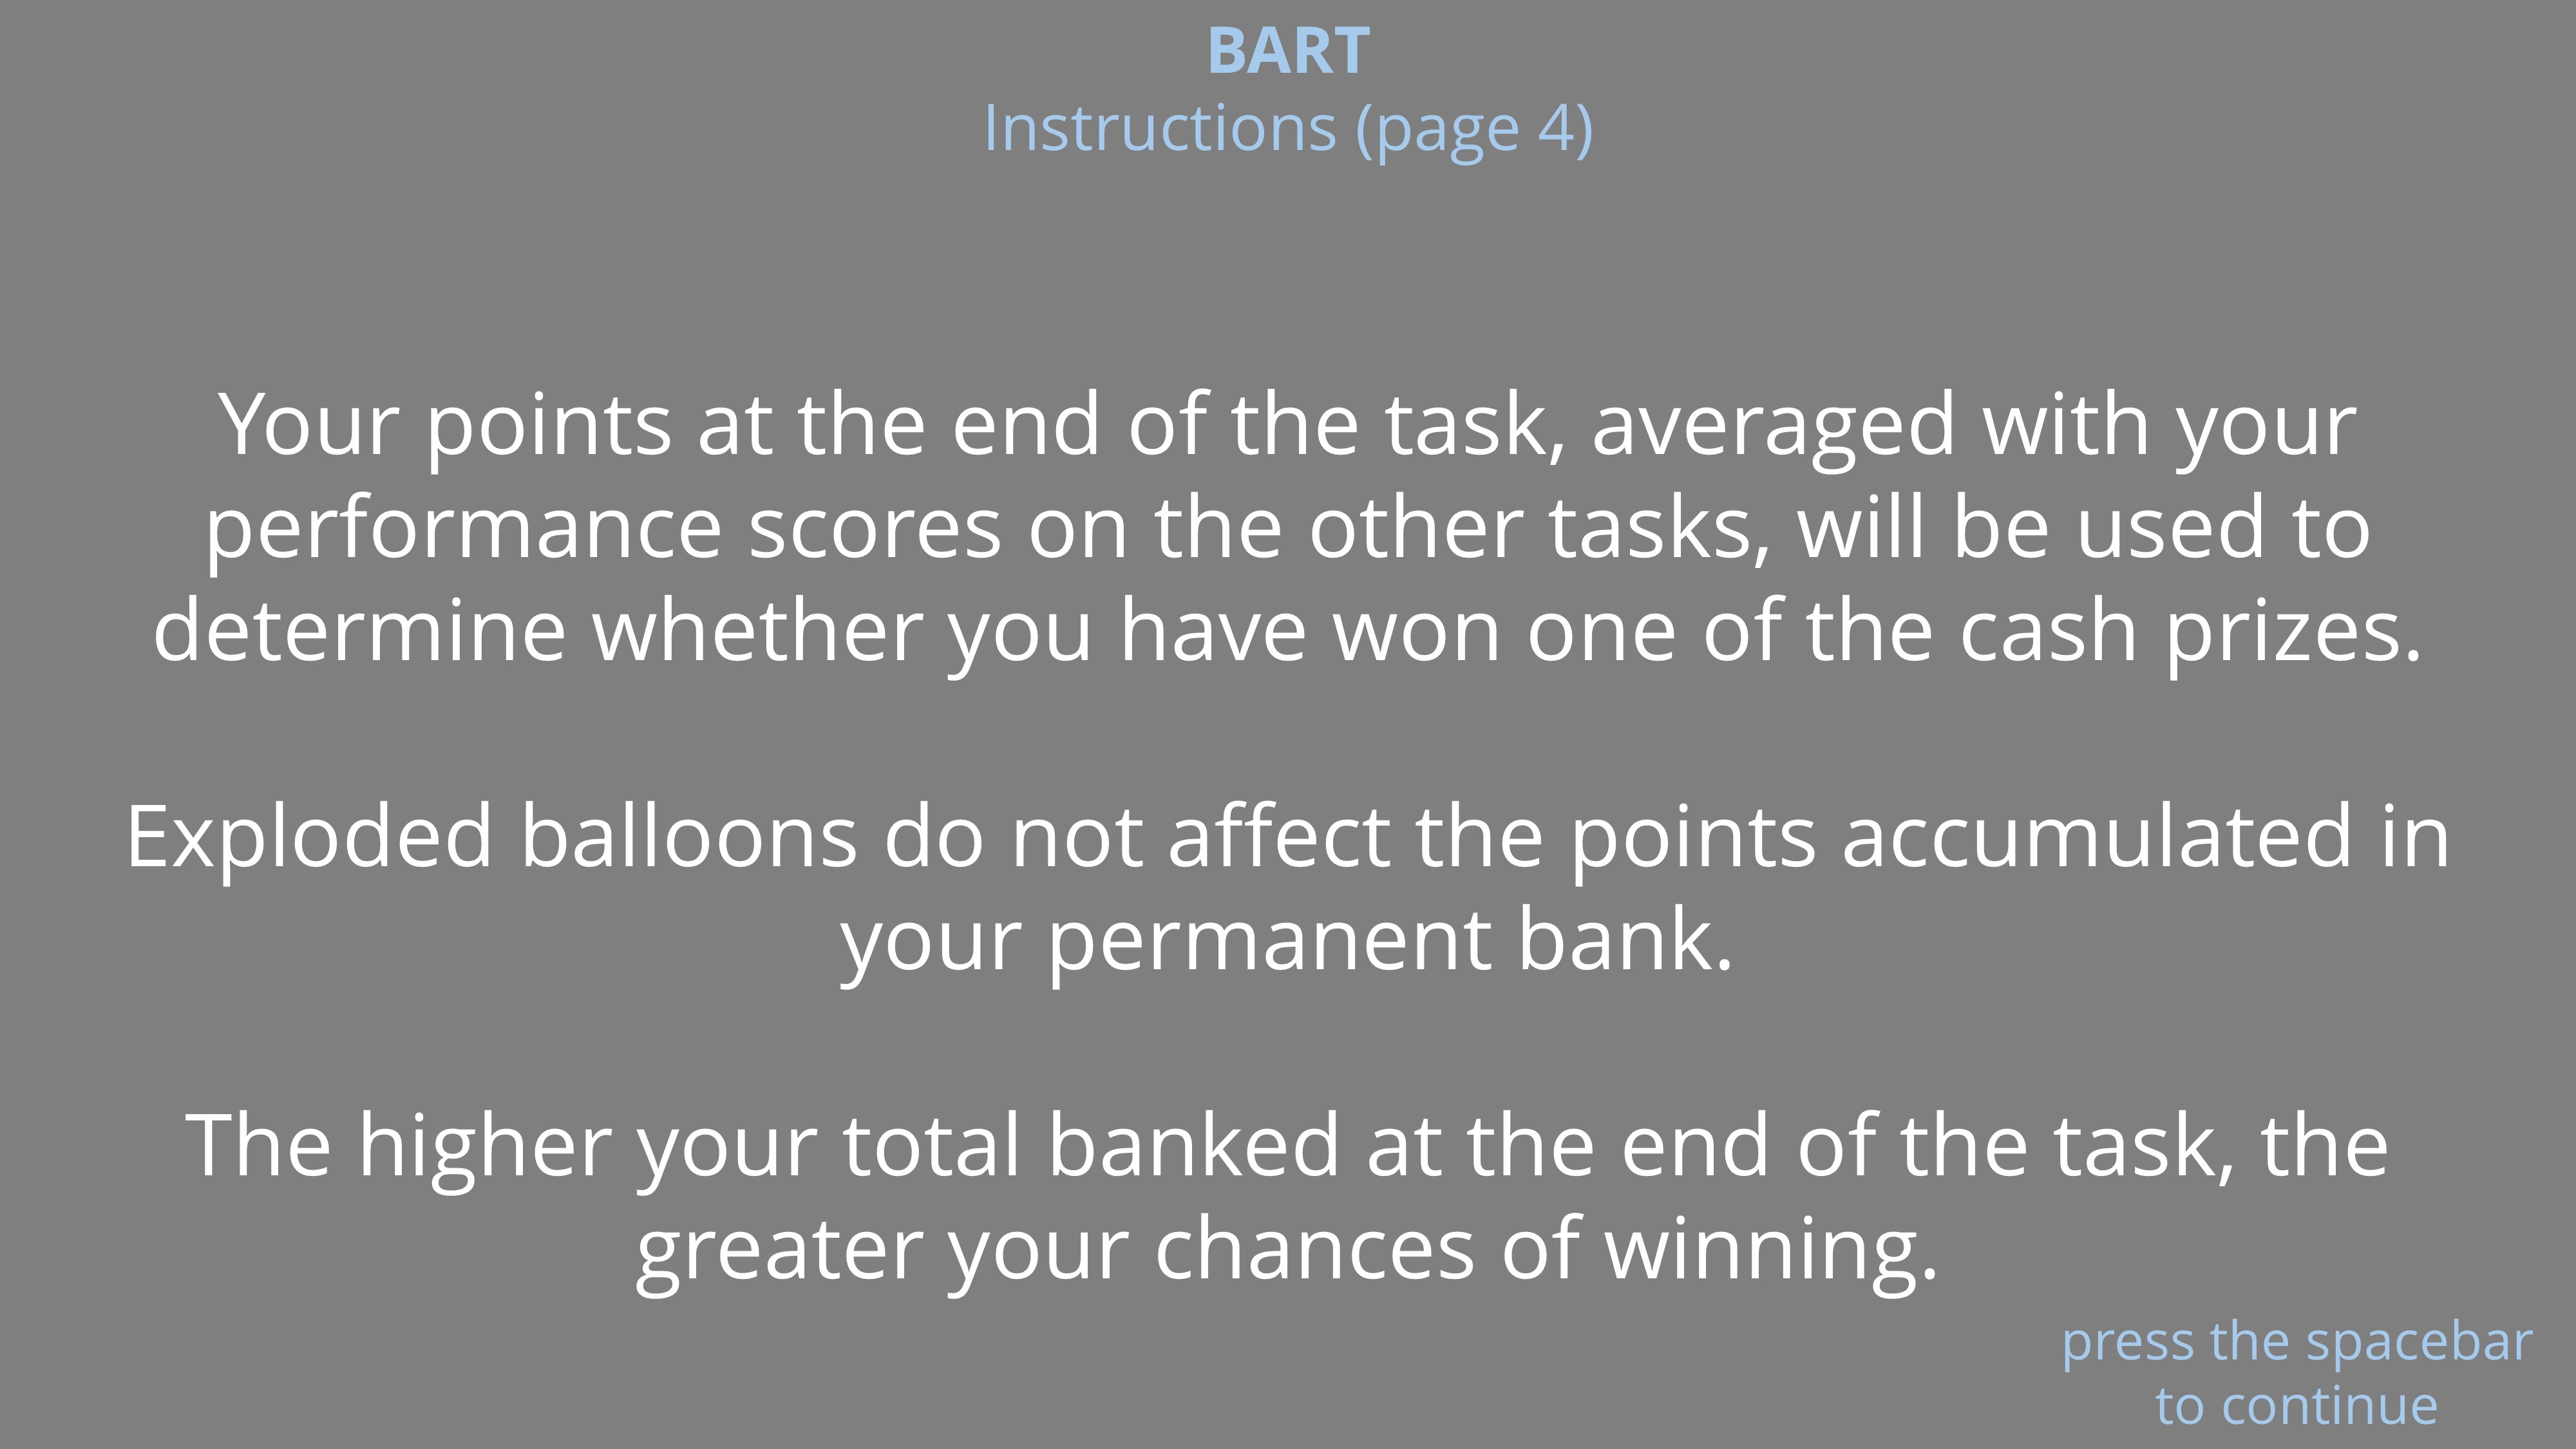 BART
Instructions (page 4)
Your points at the end of the task, averaged with your
performance scores on the other tasks, will be used to
determine whether you have won one of the cash prizes.
Exploded balloons do not affect the points accumulated in
your permanent bank.
The higher your total banked at the end of the task, the
greater your chances of winning.
press the spacebar
to continue